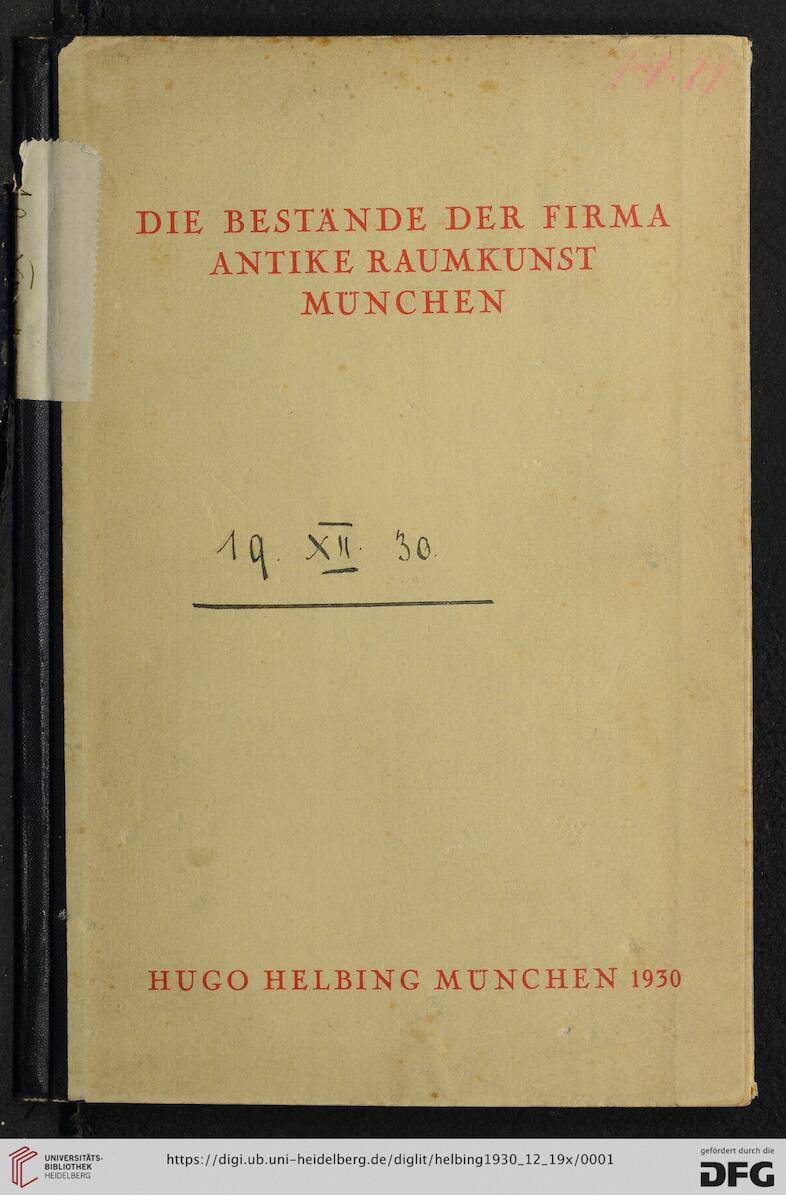 DIE BESTÄNDE DER FIRMA
ANTIKE RAUMKUNST
MÜNCHEN
19. XII. 30.
HUGO HELBING MÜNCHEN 1930
UNIVERSITÄTS-
BIBLIOTHEK
HEIDELBERG
https://digi.ub.uni-heidelberg.de/diglit/helbing1930_12_19x/0001
gefördert durch die
DFG